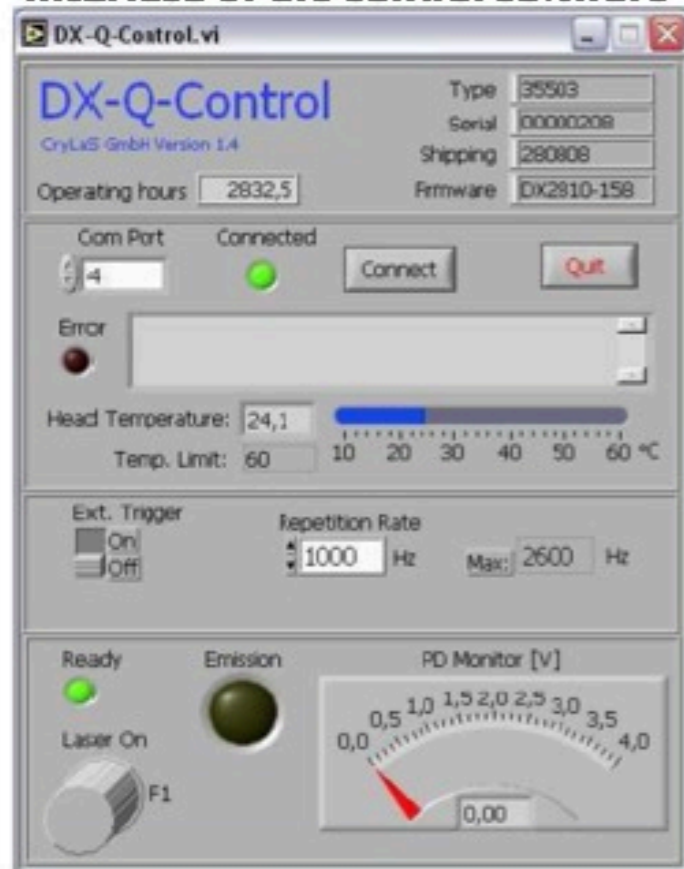 DX-Q-Control.vi
DX-Q-Control
CryLaS GmbH Version 1.4
Operating hours 2832,5
Type 35503
Serial 00000208
Shipping 280808
Firmware DX2810-158
Com Port
4
Connected
Connect
Quit
Error
Head Temperature: 24,1
Temp. Limit: 60
10 20 30 40 50 60 °C
Ext. Trigger
On
Off
Repetition Rate
1000 Hz
Max: 2600 Hz
Ready
Emission
PD Monitor [V]
0,0 0,5 1,0 1,5 2,0 2,5 3,0 3,5 4,0
Laser On
F1
0,00